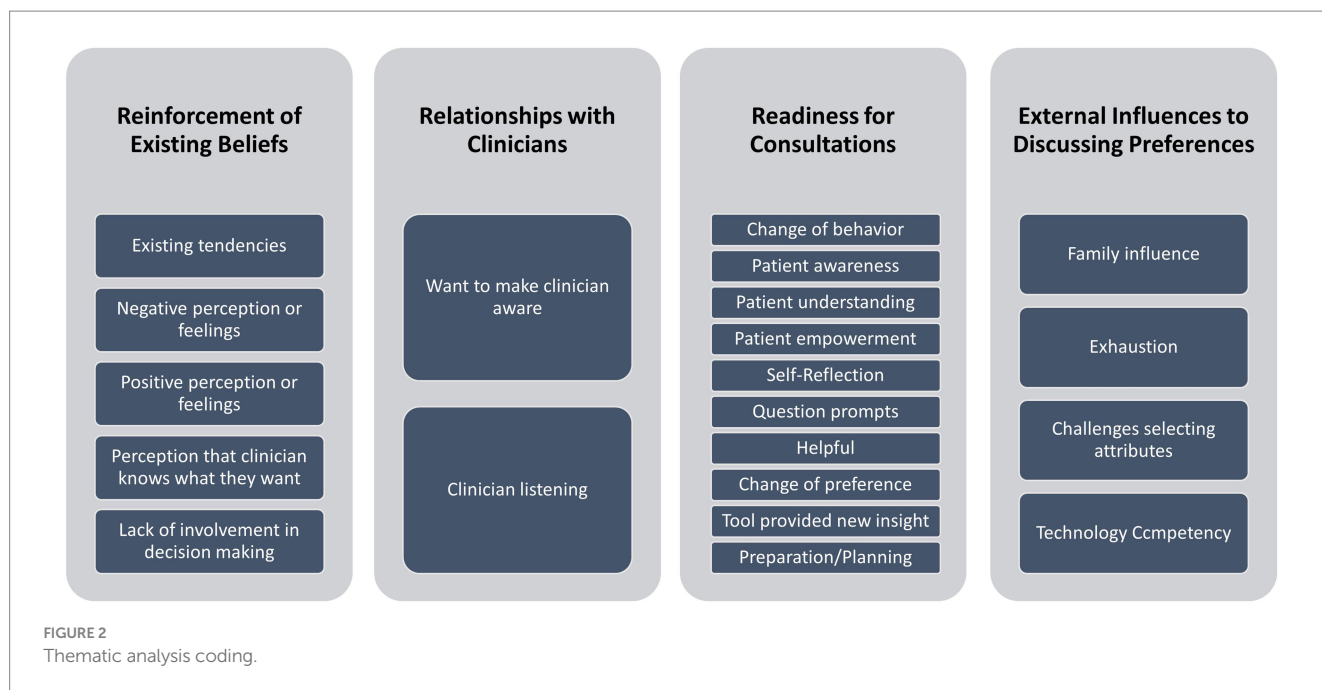 Reinforcement of
Existing Beliefs
Existing tendencies
Negative perception or
feelings
Positive perception or
feelings
Perception that clinician
knows what they want
Lack of involvement in
decision making
Relationships with
Clinicians
Want to make clinician
aware
Clinician listening
Readiness for
Consultations
Change of behavior
Patient awareness
Patient understanding
Patient empowerment
Self-Reflection
Question prompts
Helpful
Change of preference
Tool provided new insight
Preparation/Planning
External Influences to
Discussing Preferences
Family influence
Exhaustion
Challenges selecting
attributes
Technology Ccmpetency
FIGURE 2
Thematic analysis coding.